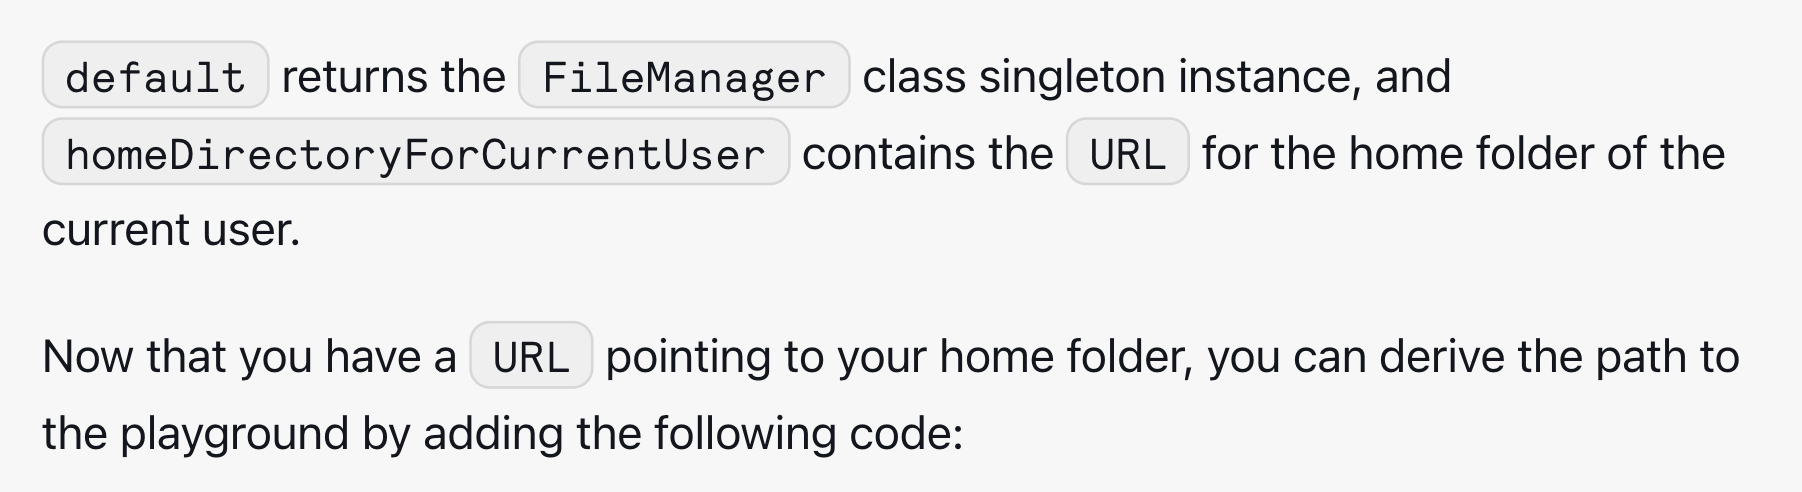 default returns the FileManager class singleton instance, and
homeDirectoryForCurrentUser contains the URL for the home folder of the
current user.
Now that you have a URL pointing to your home folder, you can derive the path to
the playground by adding the following code: